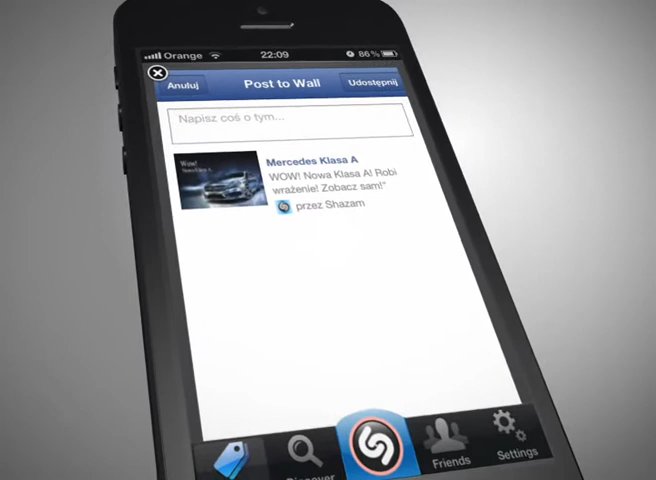 Orange 22:09 86%
Anuluj Post to Wall Udostępnij
Napisz coś o tym...
Wow!
Mercedes Klasa A
WOW! Nowa Klasa A! Robi
wrażenie! Zobacz sam!"
przez Shazam
Discover Friends Settings